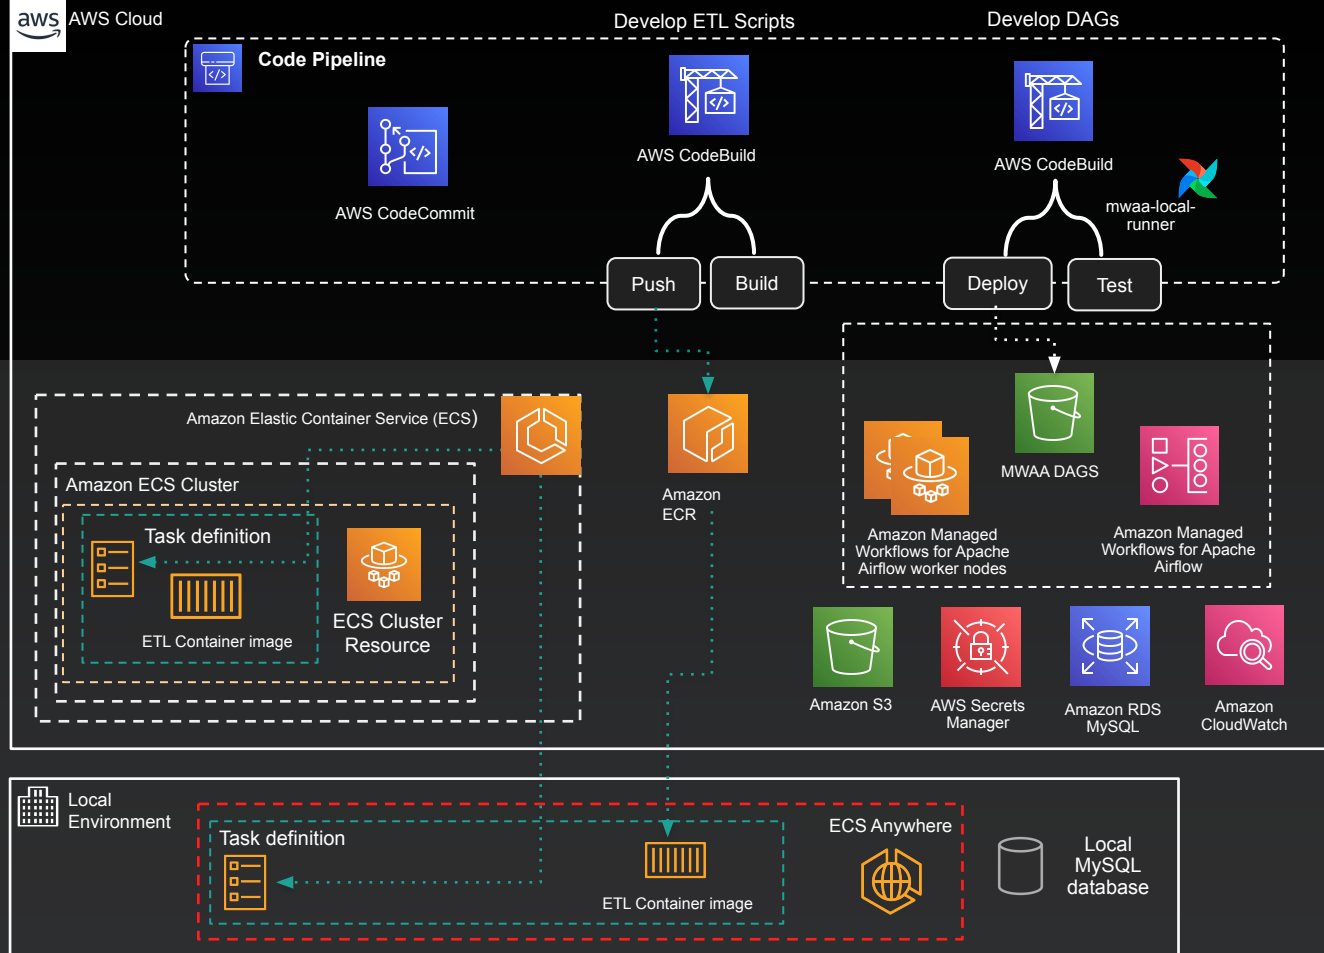 aws
AWS Cloud
Develop ETL Scripts
Develop DAGs
Code Pipeline
AWS CodeCommit
AWS CodeBuild
AWS CodeBuild
mwaa-local-
runner
Push
Build
Deploy
Test
Amazon Elastic Container Service (ECS)
Amazon ECS Cluster
Task definition
ETL Container image
ECS Cluster
Resource
Amazon
ECR
MWAA DAGS
Amazon Managed
Workflows for Apache
Airflow worker nodes
Amazon Managed
Workflows for Apache
Airflow
Amazon S3
AWS Secrets
Manager
Amazon RDS
MySQL
Amazon
CloudWatch
Local
Environment
Task definition
ETL Container image
ECS Anywhere
Local
MySQL
database